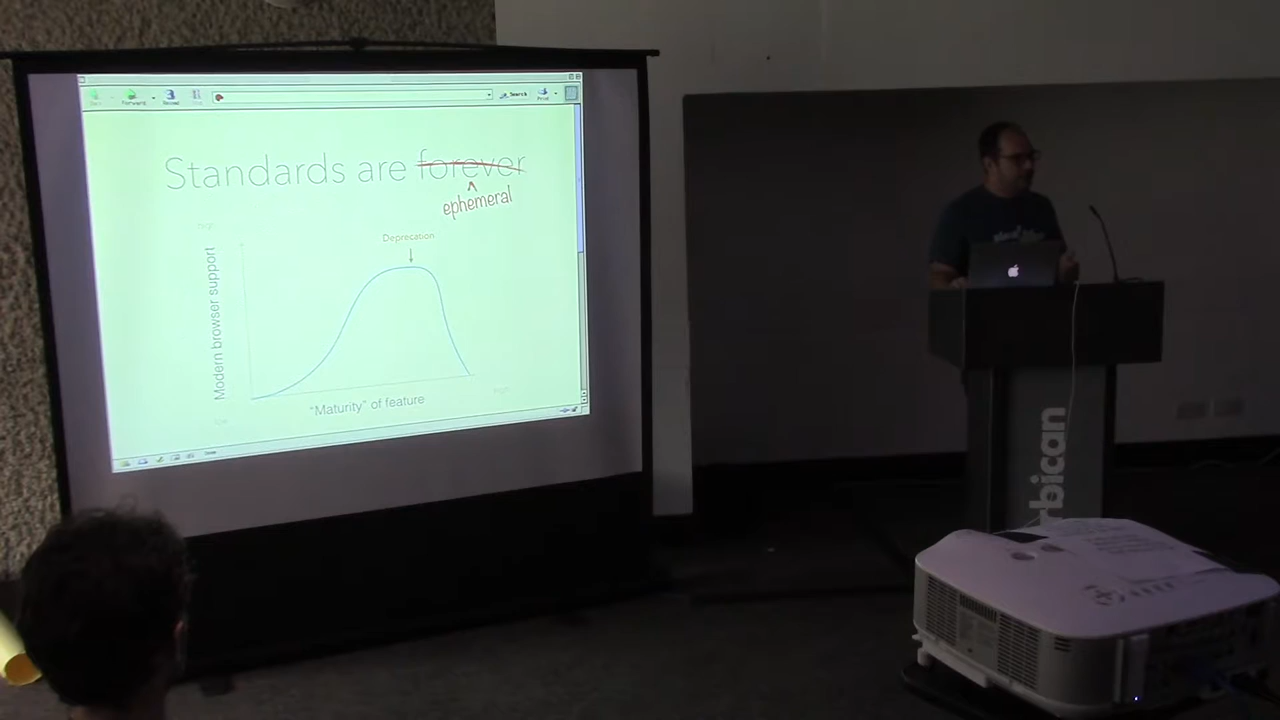 Forward
Reload
Search
Print
Standards are forever
ephemeral
Deprecation
Modern browser support
"Maturity" of feature
rbican